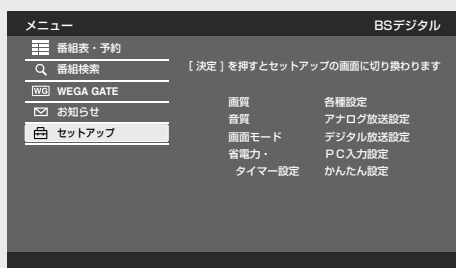 メニュー
BSデジタル
番組表・予約
番組検索
WG WEGA GATE
お知らせ
セットアップ
[ 決定 ] を押すとセットアップの画面に切り換わります
画質
音質
画面モード
省電力・
タイマー設定
各種設定
アナログ放送設定
デジタル放送設定
ＰＣ入力設定
かんたん設定